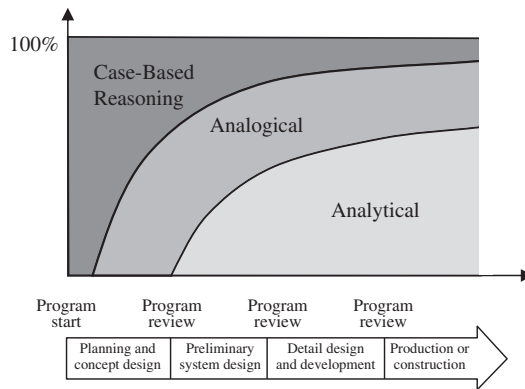 100%
Case-Based
Reasoning
Analogical
Analytical
Program
start
Program
review
Program
review
Program
review
Planning and
concept design
Preliminary
system design
Detail design
and development
Production or
construction